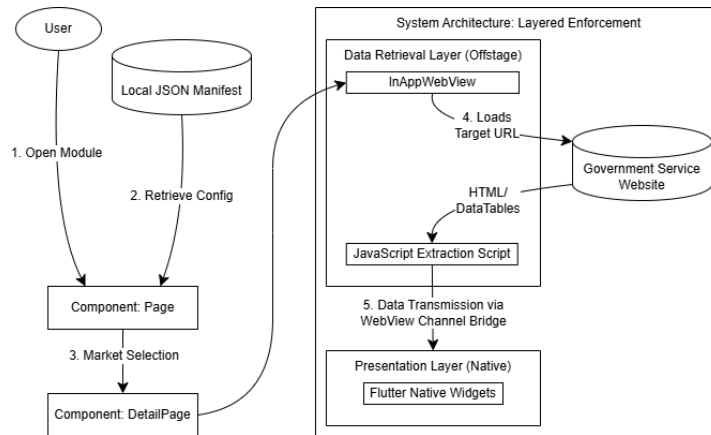 User
Local JSON Manifest
1. Open Module
2. Retrieve Config
Component: Page
3. Market Selection
Component: DetailPage
System Architecture: Layered Enforcement
Data Retrieval Layer (Offstage)
InAppWebView
4. Loads
Target URL
Government Service
Website
HTML/
DataTables
JavaScript Extraction Script
5. Data Transmission via
WebView Channel Bridge
Presentation Layer (Native)
Flutter Native Widgets